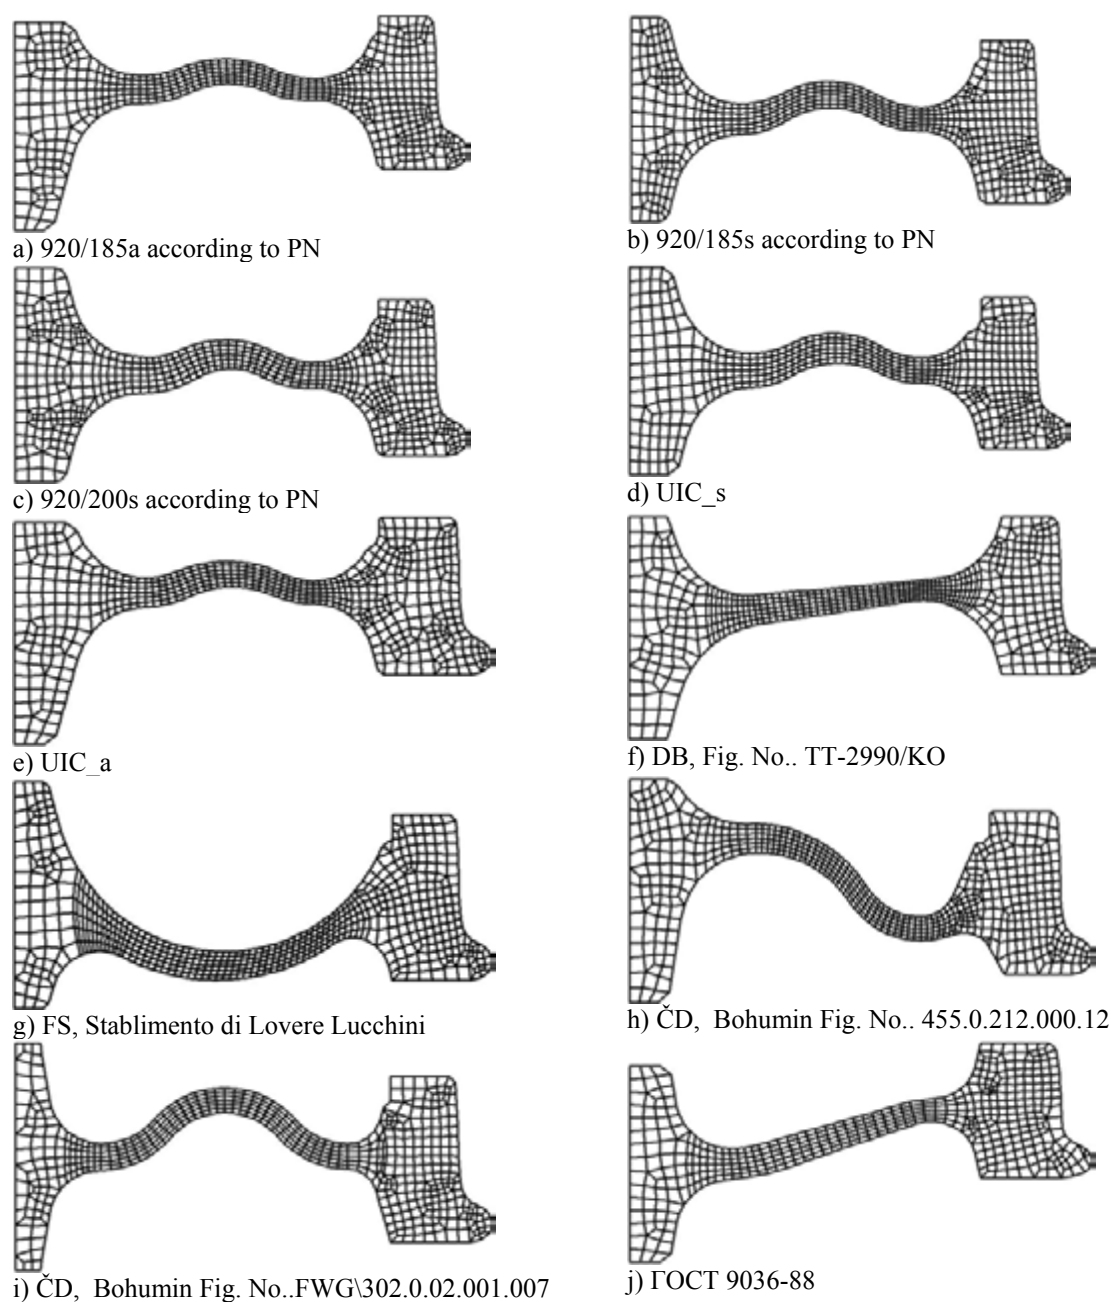 a) 920/185a according to PN
b) 920/185s according to PN
c) 920/200s according to PN
d) UIC_s
e) UIC_a
f) DB, Fig. No.. TT-2990/KO
g) FS, Stablimento di Lovere Lucchini
h) ČD,  Bohumin Fig. No.. 455.0.212.000.12
i) ČD,  Bohumin Fig. No..FWG\302.0.02.001.007
j) ГОСТ 9036-88